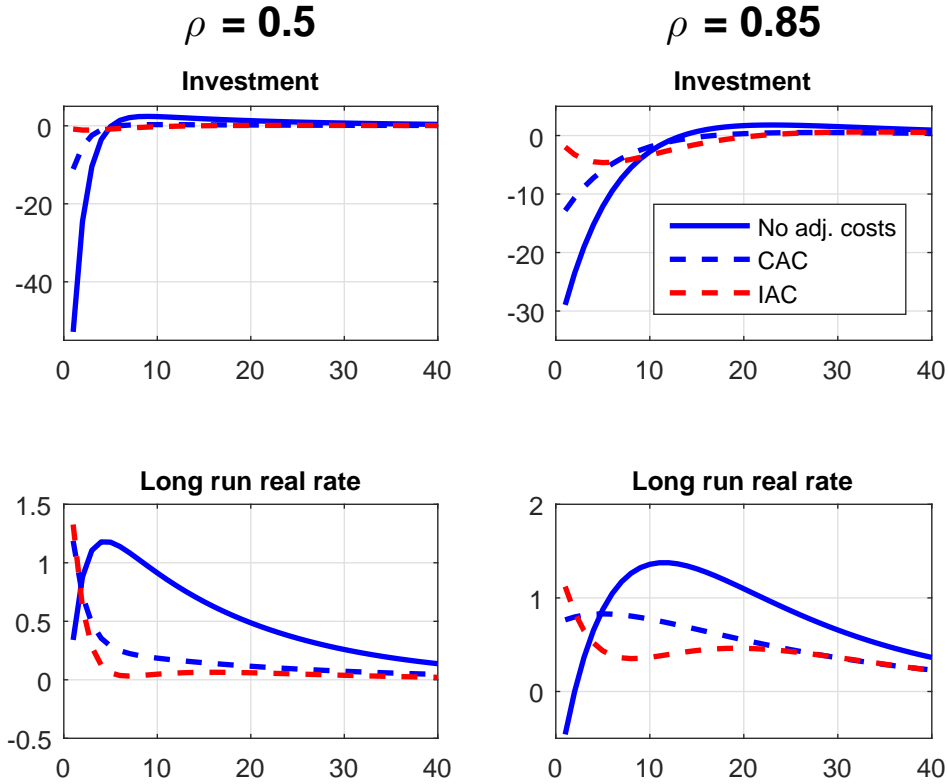 ρ = 0.5
ρ = 0.85
Investment
0
-20
-40
0 10 20 30 40
Investment
0
-10
-20
-30
0 10 20 30 40
No adj. costs
CAC
IAC
Long run real rate
1.5
1
0.5
0
-0.5
0 10 20 30 40
Long run real rate
2
1
0
0 10 20 30 40